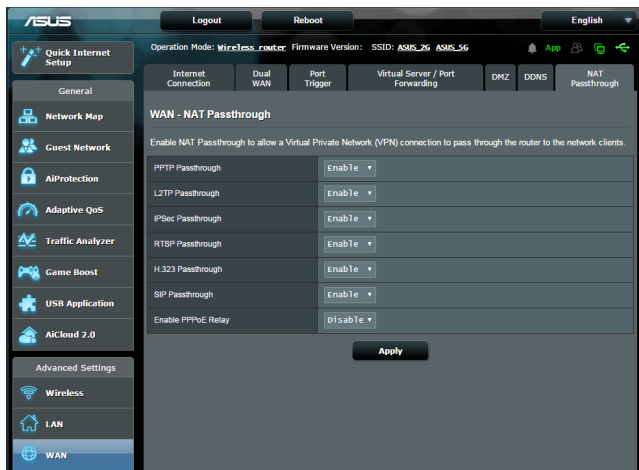 ASUS
Logout
Reboot
English
Quick Internet
Setup
Operation Mode: Wireless router Firmware Version: SSID: ASUS_2G ASUS_5G
App
Internet
Connection
Dual
WAN
Port
Trigger
Virtual Server / Port
Forwarding
DMZ
DDNS
NAT
Passthrough
General
Network Map
Guest Network
AiProtection
Adaptive QoS
Traffic Analyzer
Game Boost
USB Application
AiCloud 2.0
Advanced Settings
Wireless
LAN
WAN
WAN - NAT Passthrough
Enable NAT Passthrough to allow a Virtual Private Network (VPN) connection to pass through the router to the network clients.
PPTP Passthrough Enable
L2TP Passthrough Enable
IPSec Passthrough Enable
RTSP Passthrough Enable
H.323 Passthrough Enable
SIP Passthrough Enable
Enable PPPoE Relay Disable
Apply